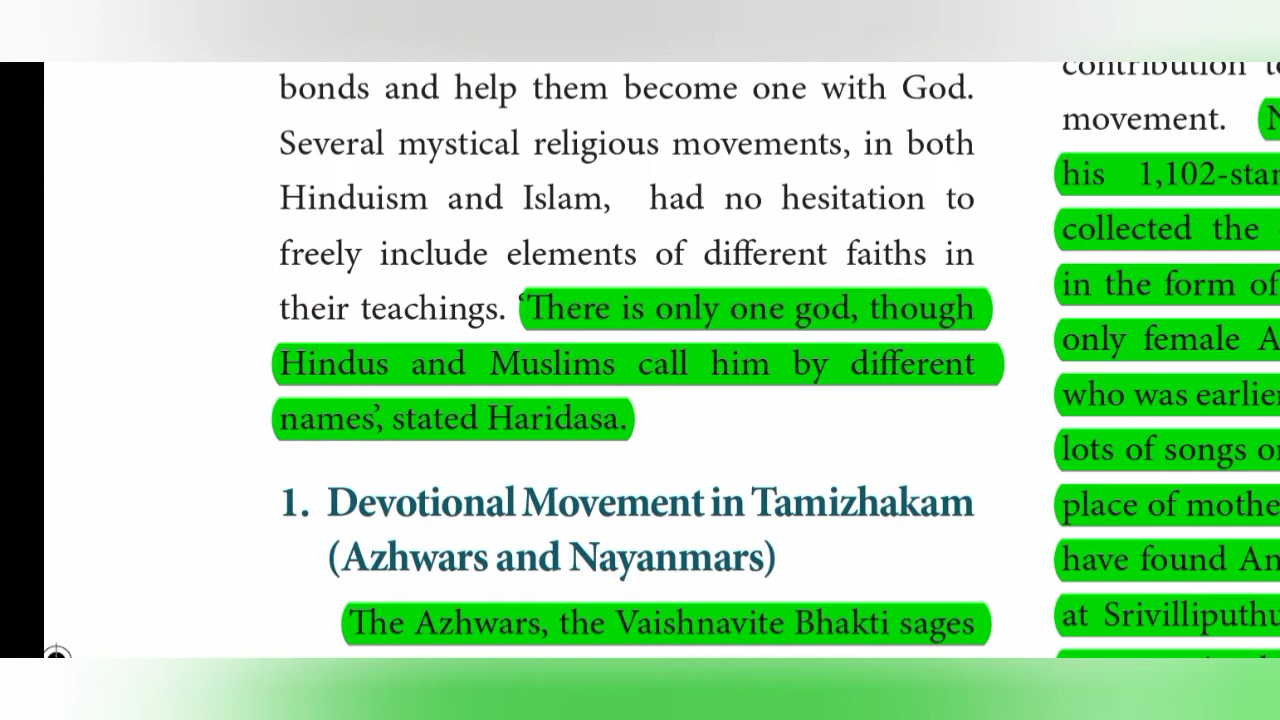 bonds and help them become one with God.
Several mystical religious movements, in both
Hinduism and Islam, had no hesitation to
freely include elements of different faiths in
their teachings. ‘There is only one god, though
Hindus and Muslims call him by different
names’, stated Haridasa.
1. Devotional Movement in Tamizhakam
(Azhwars and Nayanmars)
The Azhwars, the Vaishnavite Bhakti sages
contribution
movement.
his 1,102-
collected the
in the form of
only female
who was
lots of songs
place of
have found
at